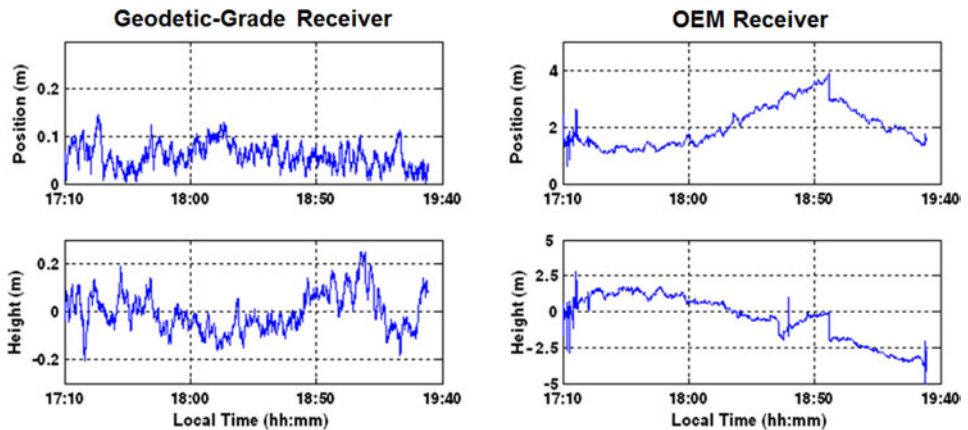 Geodetic-Grade Receiver
Position (m)
0.2
0.1
0
17:10 18:00 18:50 19:40
Height (m)
0.2
0
-0.2
17:10 18:00 18:50 19:40
Local Time (hh:mm)
OEM Receiver
Position (m)
4
2
0
17:10 18:00 18:50 19:40
Height (m)
5
2.5
0
-2.5
-5
17:10 18:00 18:50 19:40
Local Time (hh:mm)